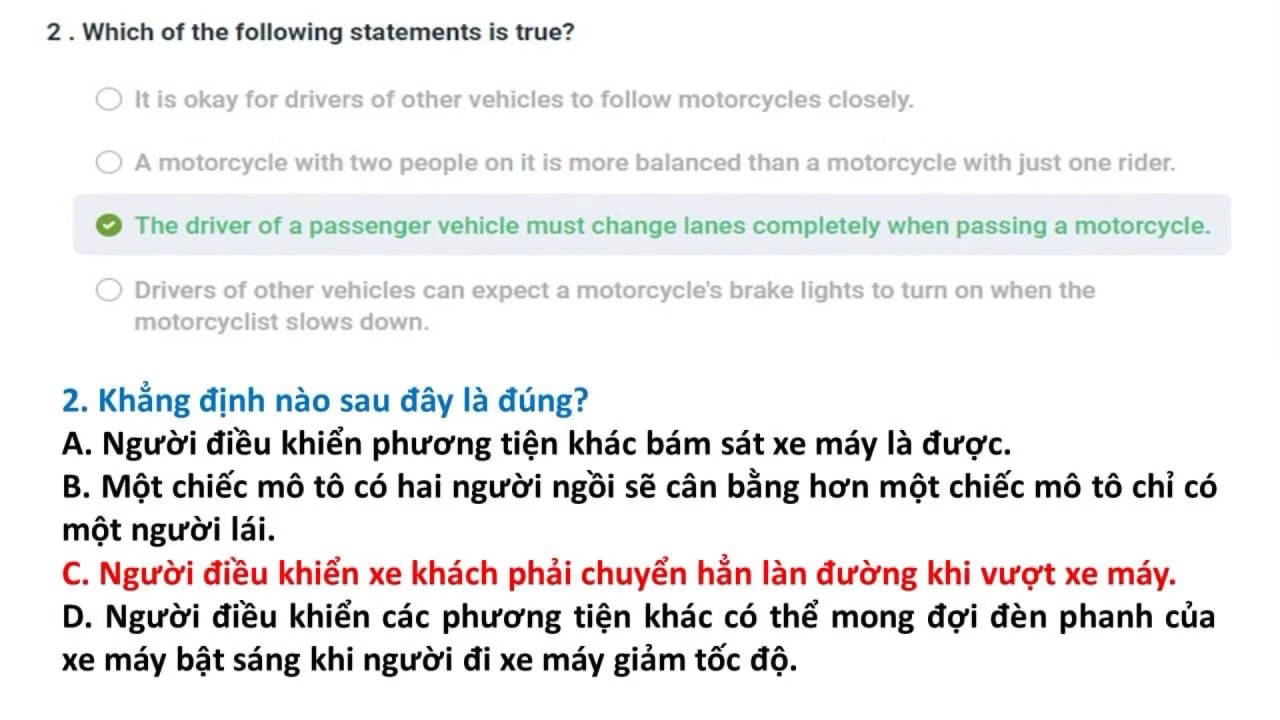 2 . Which of the following statements is true?
It is okay for drivers of other vehicles to follow motorcycles closely.
A motorcycle with two people on it is more balanced than a motorcycle with just one rider.
The driver of a passenger vehicle must change lanes completely when passing a motorcycle.
Drivers of other vehicles can expect a motorcycle's brake lights to turn on when the
motorcyclist slows down.
2. Khẳng định nào sau đây là đúng?
A. Người điều khiển phương tiện khác bám sát xe máy là được.
B. Một chiếc mô tô có hai người ngồi sẽ cân bằng hơn một chiếc mô tô chỉ có
một người lái.
C. Người điều khiển xe khách phải chuyển hẳn làn đường khi vượt xe máy.
D. Người điều khiển các phương tiện khác có thể mong đợi đèn phanh của
xe máy bật sáng khi người đi xe máy giảm tốc độ.